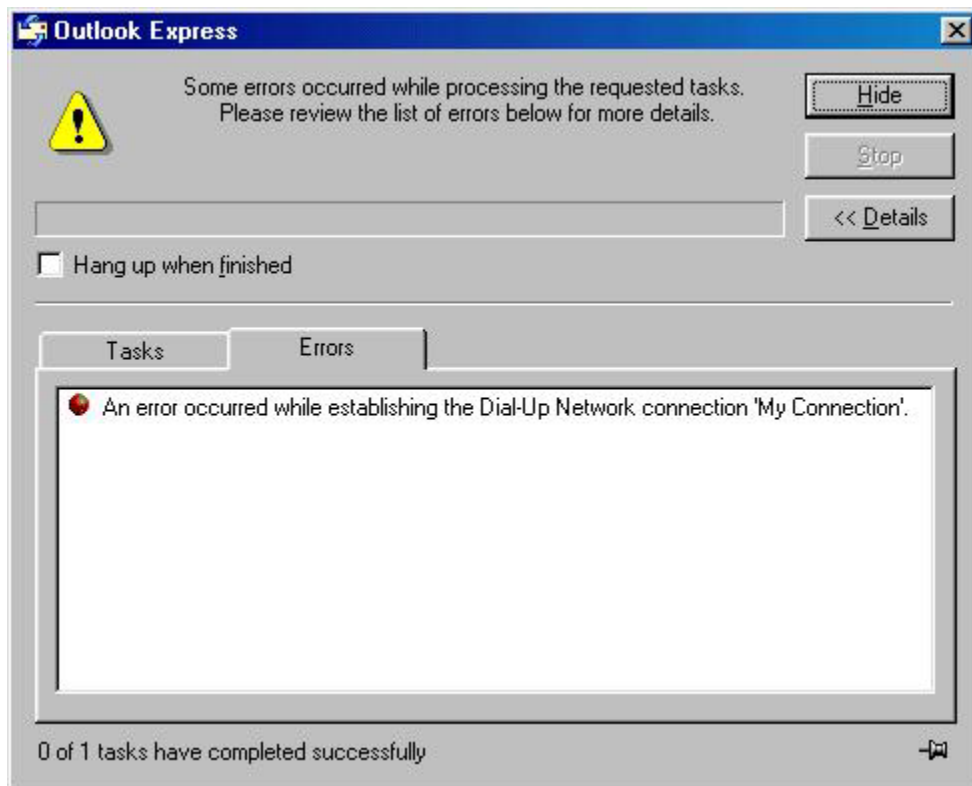 Outlook Express
Some errors occurred while processing the requested tasks.
Please review the list of errors below for more details.
Hide
Stop
<< Details
Hang up when finished
Tasks
Errors
An error occurred while establishing the Dial-Up Network connection 'My Connection'.
0 of 1 tasks have completed successfully